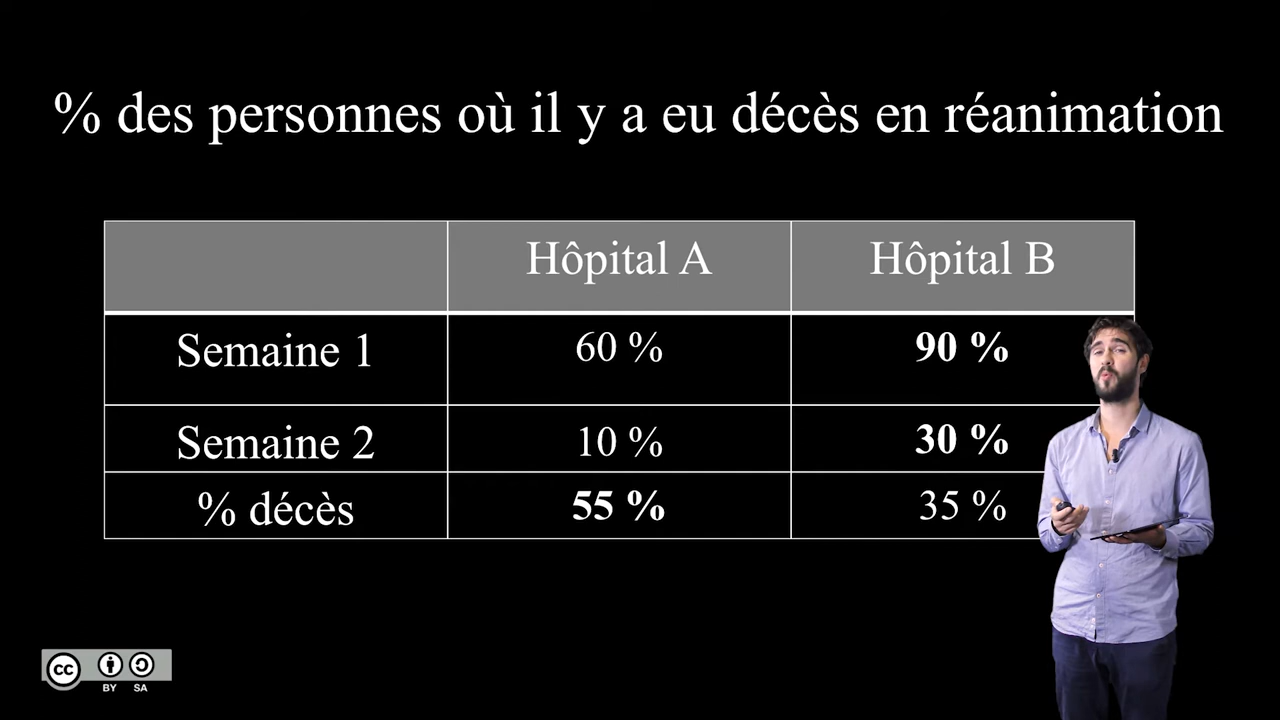 % des personnes où il y a eu décès en réanimation
Hôpital A Hôpital B
Semaine 1 60 % 90 %
Semaine 2 10 % 30 %
% décès 55 % 35 %
cc
BY SA